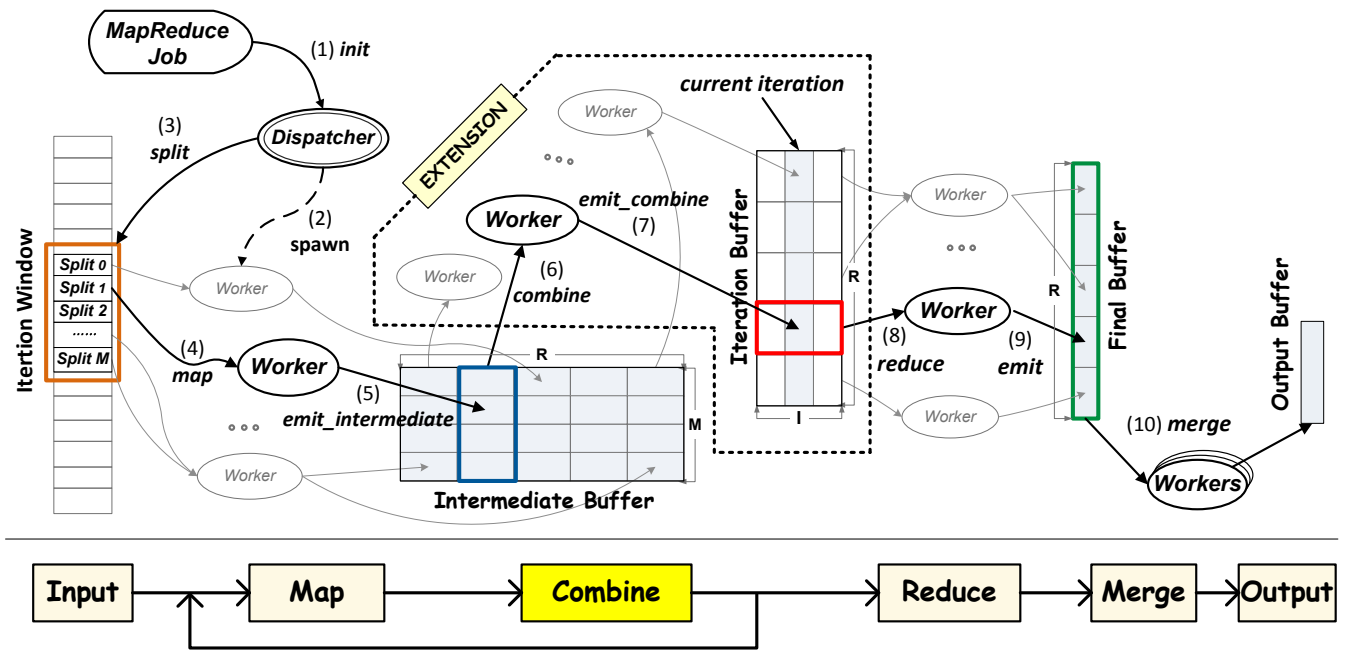 MapReduce
Job
(1) init
Dispatcher
(3)
split
(2)
spawn
Itertion Window
Split 0
Split 1
Split 2
......
Split M
Worker
(4)
map
Worker
Worker
(5)
emit_intermediate
R
M
Intermediate Buffer
EXTENSION
Worker
Worker
(6)
combine
Worker
emit_combine
(7)
current iteration
Iteration Buffer
R
I
Worker
(8)
reduce
Worker
(9)
emit
Worker
R
Final Buffer
(10) merge
Workers
Output Buffer
Input
Map
Combine
Reduce
Merge
Output